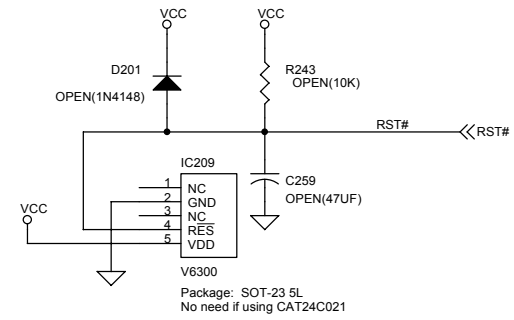 VCC
VCC
D201
OPEN(1N4148)
R243
OPEN(10K)
RST#
RST#
IC209
C259
OPEN(47UF)
VCC
1 NC
2 GND
3 NC
4 RES
5 VDD
V6300
Package: SOT-23 5L
No need if using CAT24C021